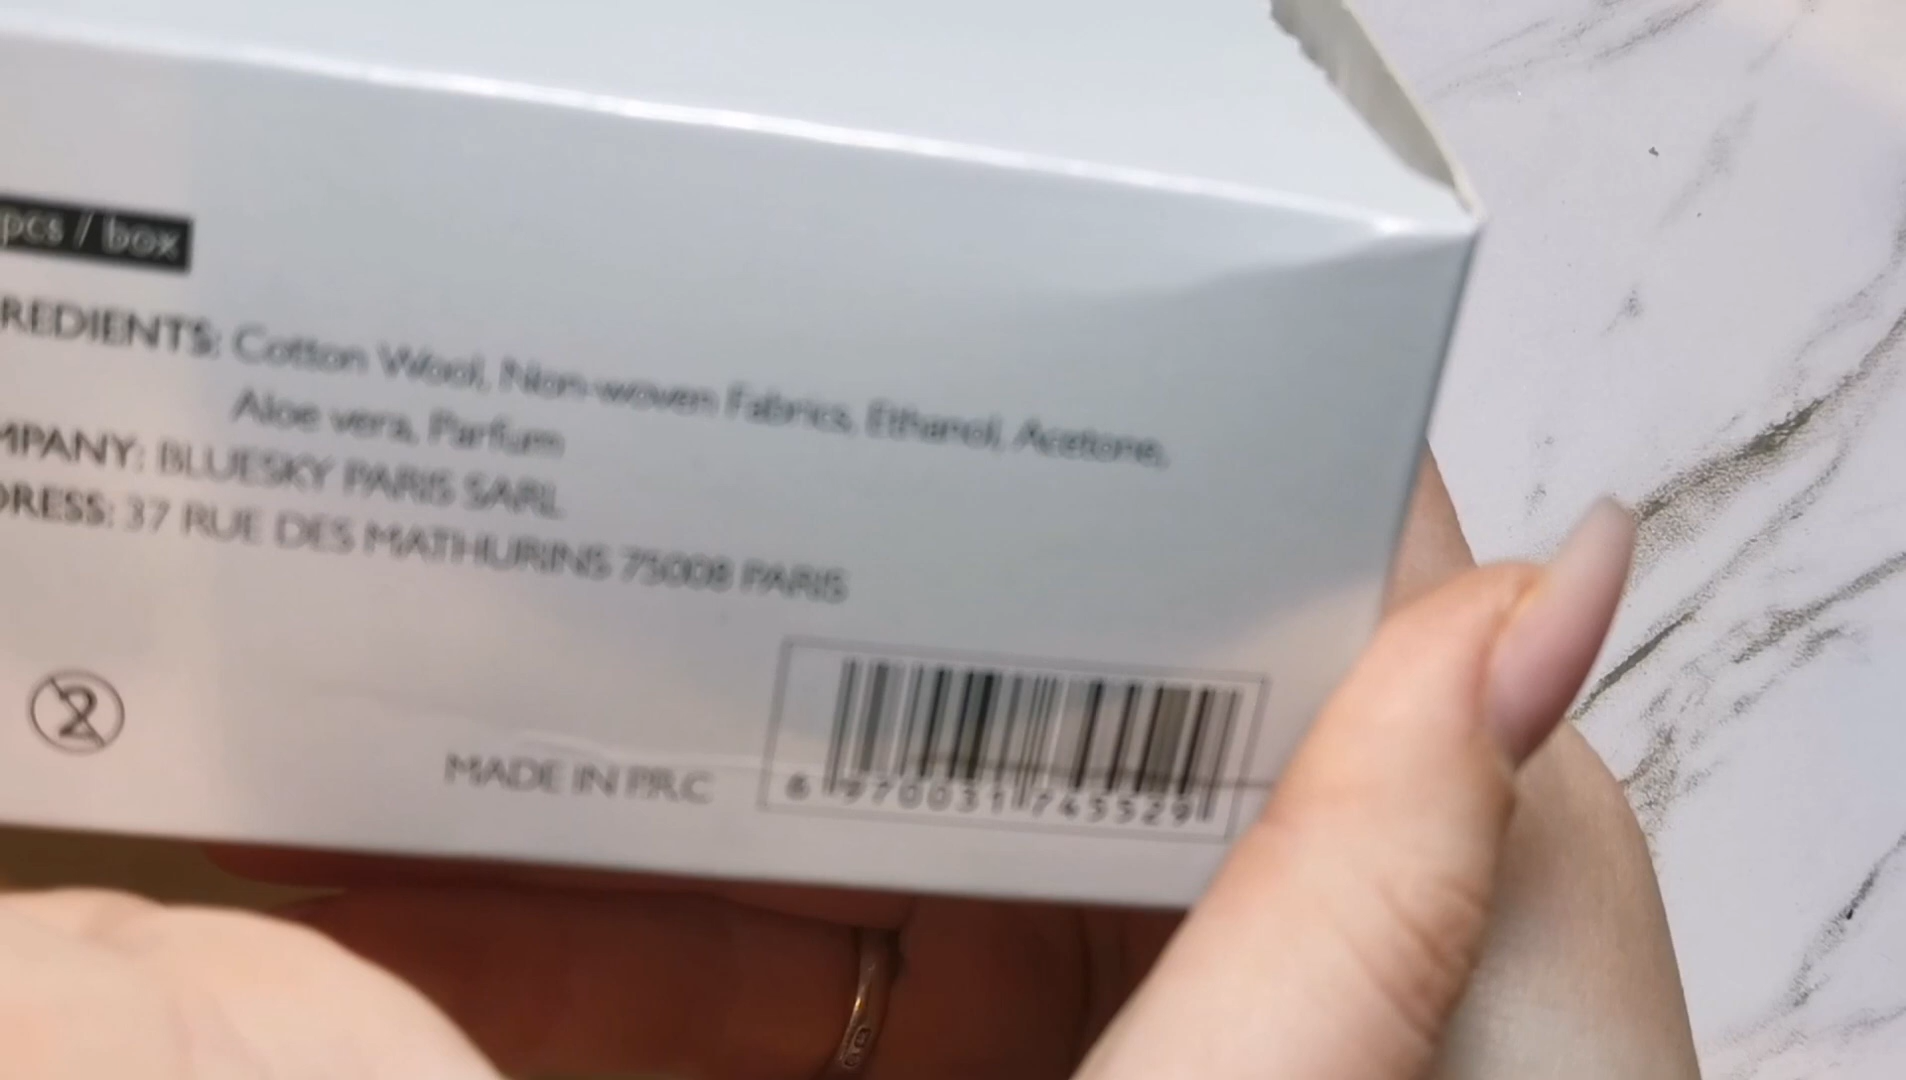 pcs / box
REDIENTS: Cotton Wool, Non-woven Fabrics, Ethanol, Acetone,
Aloe vera, Parfum
MPANY: BLUESKY PARIS SARL
DRESS: 37 RUE DES MATHURINS 75008 PARIS
2
MADE IN P.R.C
6 970031 745529